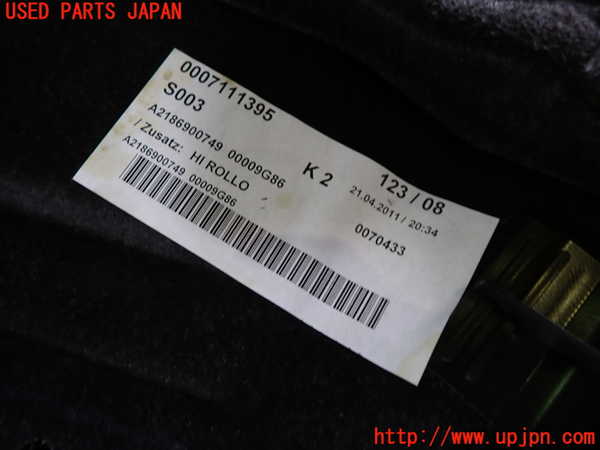 USED PARTS JAPAN
0007111395
S003
A2186900749 00009G86
/ Zusatz: HI ROLLO
K 2
123 / 08
21.04.2011 / 20:34
A2186900749 00009G86
0070433
http://www.upjpn.com/